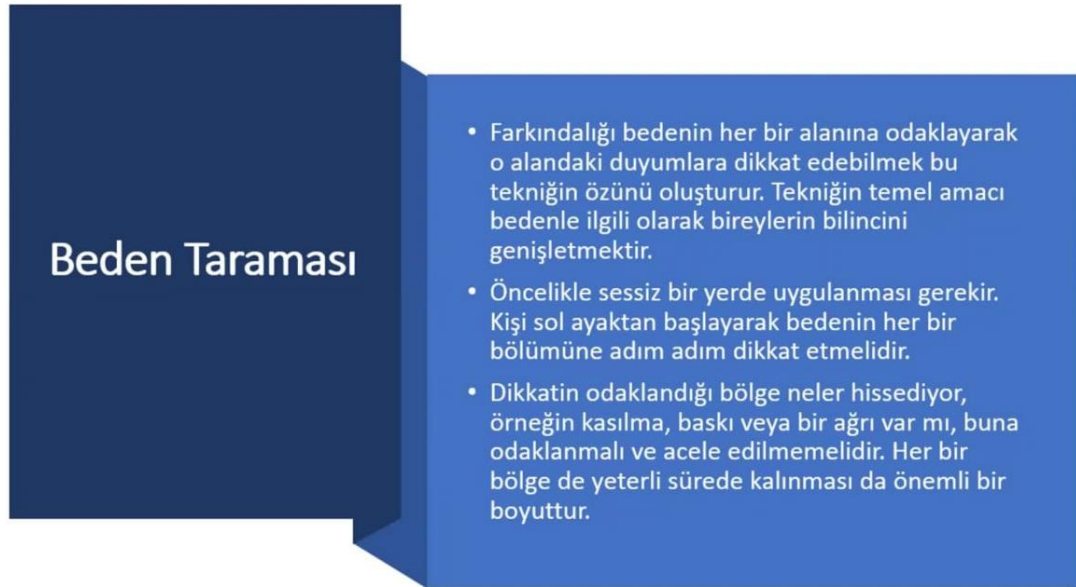 Beden Taraması
• Farkındalığı bedenin her bir alanına odaklayarak
o alandaki duyumlara dikkat edebilmek bu
tekniğin özünü oluşturur. Tekniğin temel amacı
bedenle ilgili olarak bireylerin bilincini
genişletmektir.
• Öncelikle sessiz bir yerde uygulanması gerekir.
Kişi sol ayaktan başlayarak bedenin her bir
bölümüne adım adım dikkat etmelidir.
• Dikkatin odaklandığı bölge neler hissediyor,
örneğin kasılma, baskı veya bir ağrı var mı, buna
odaklanmalı ve acele edilmemelidir. Her bir
bölge de yeterli sürede kalınması da önemli bir
boyuttur.